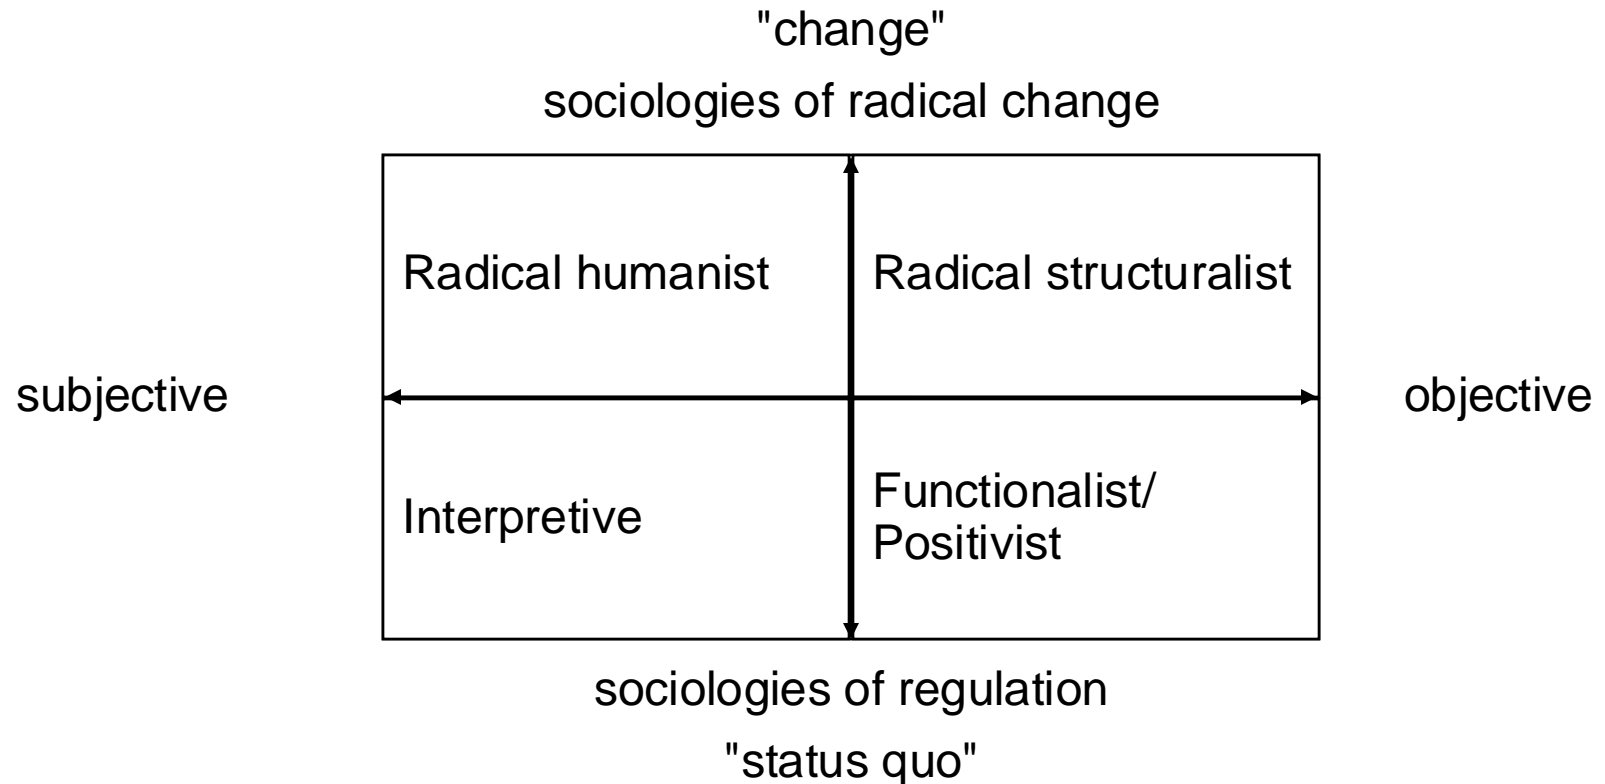 "change"
sociologies of radical change
Radical humanist
Radical structuralist
subjective
objective
Interpretive
Functionalist/
Positivist
sociologies of regulation
"status quo"